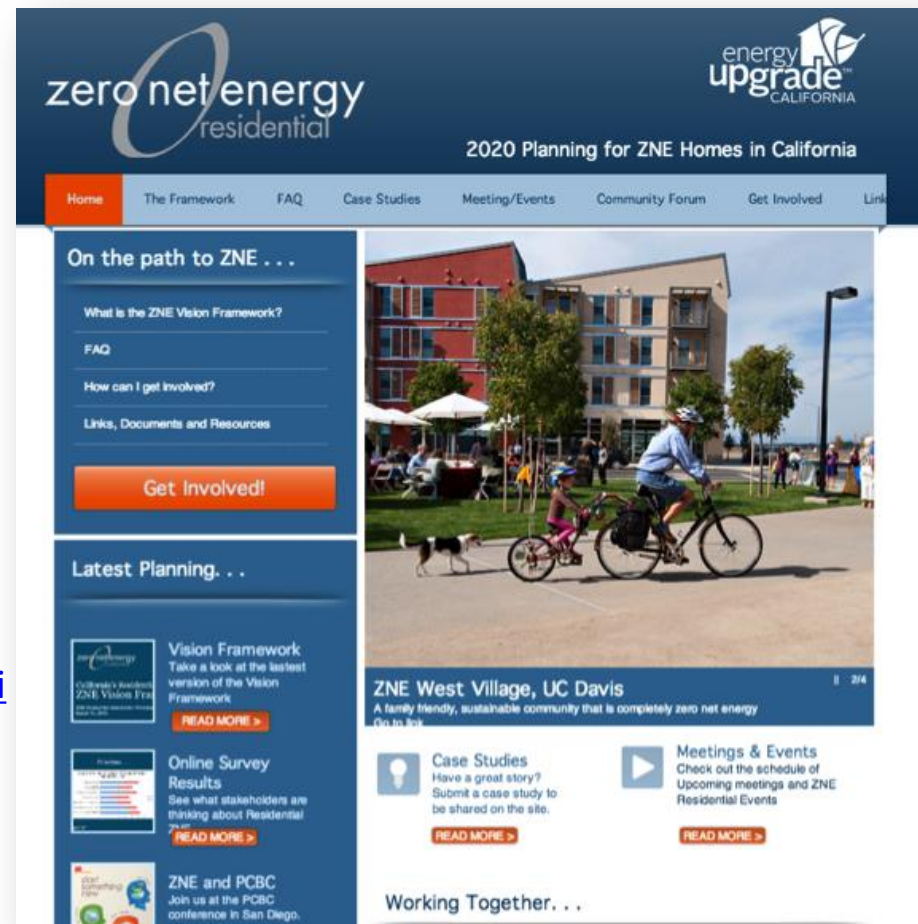 zero net energy
residential
energy
upgrade™
CALIFORNIA
2020 Planning for ZNE Homes in California
Home
The Framework
FAQ
Case Studies
Meeting/Events
Community Forum
Get Involved
Link
On the path to ZNE . . .
What is the ZNE Vision Framework?
FAQ
How can I get involved?
Links, Documents and Resources
Get Involved!
Latest Planning. . .
Vision Framework
Take a look at the lastest
version of the Vision
Framework
READ MORE >
Online Survey
Results
See what stakeholders are
thinking about Residential
READ MORE >
ZNE and PCBC
Join us at the PCBC
conference in San Diego.
ZNE West Village, UC Davis
2/4
A family friendly, sustainable community that is completely zero net energy
Go to link
Case Studies
Have a great story?
Submit a case study to
be shared on the site.
READ MORE >
Meetings & Events
Check out the schedule of
Upcoming meetings and ZNE
Residential Events
READ MORE >
Working Together. . .